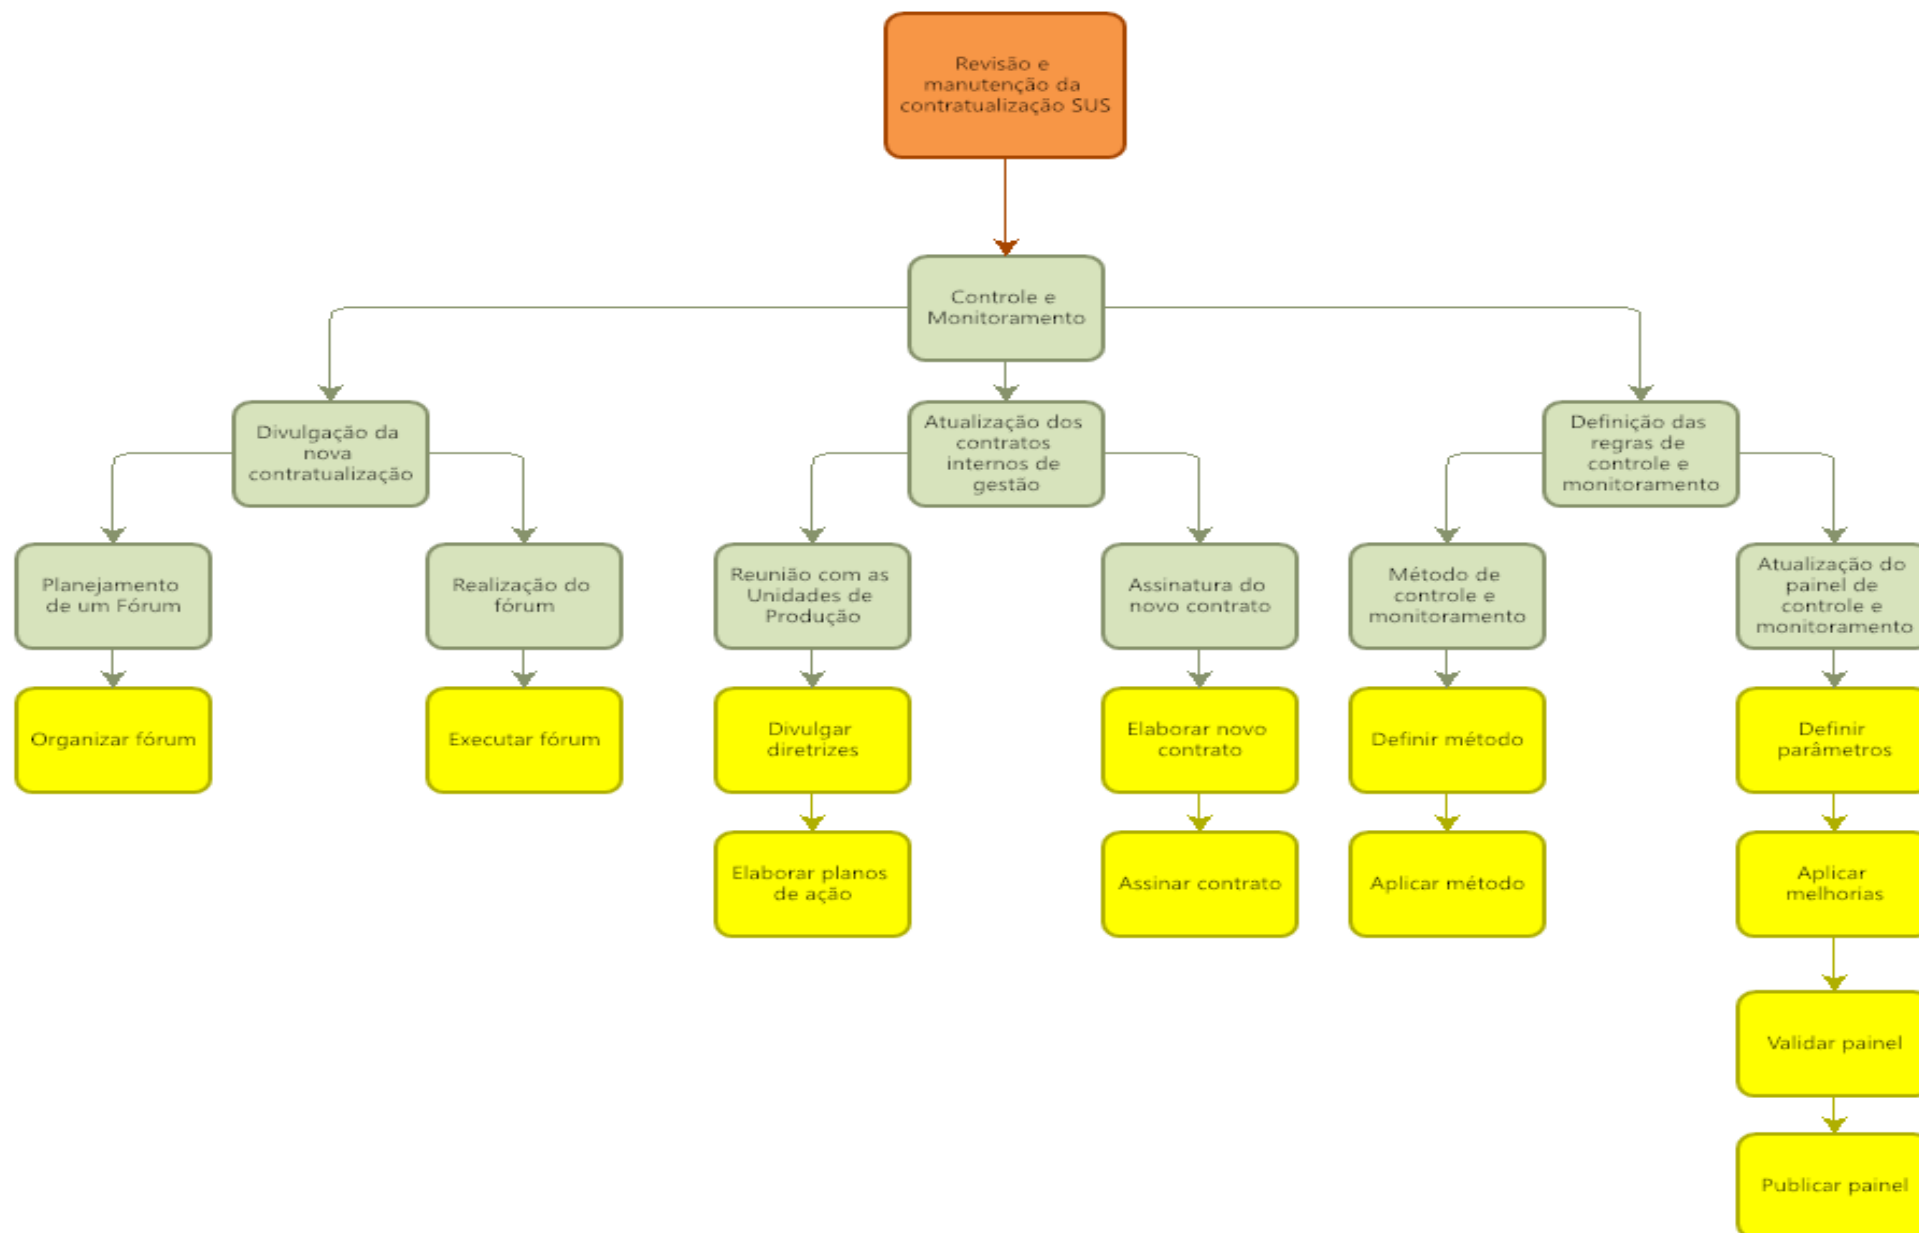 Revisão e
manutenção da
contratualização SUS
Controle e
Monitoramento
Divulgação da
nova
contratualização
Atualização dos
contratos
internos de
gestão
Definição das
regras de
controle e
monitoramento
Planejamento
de um Fórum
Realização do
fórum
Reunião com as
Unidades de
Produção
Assinatura do
novo contrato
Método de
controle e
monitoramento
Atualização do
painel de
controle e
monitoramento
Organizar fórum
Executar fórum
Divulgar
diretrizes
Elaborar novo
contrato
Definir método
Definir
parâmetros
Elaborar planos
de ação
Assinar contrato
Aplicar método
Aplicar
melhorias
Validar painel
Publicar painel